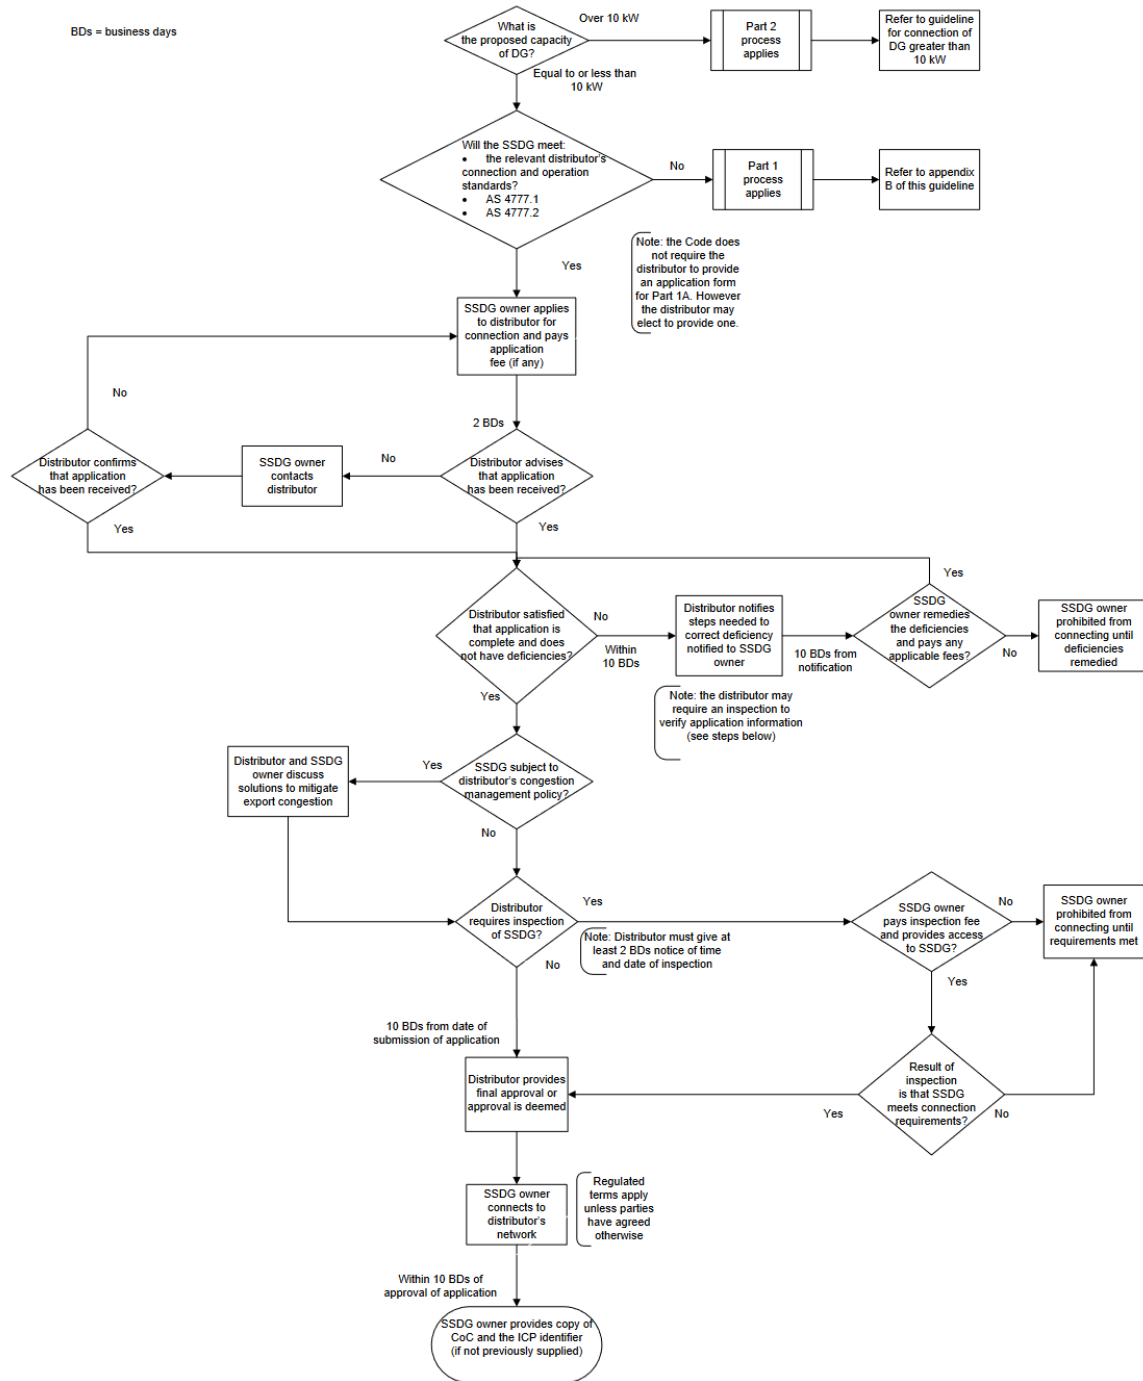 BDs = business days
What is
the proposed capacity
of DG?
Over 10 kW
Part 2
process
applies
Refer to guideline
for connection of
DG greater than
10 kW
Equal to or less than
10 kW
Will the SSDG meet:
• the relevant distributor's
connection and operation
standards?
• AS 4777.1
• AS 4777.2
No
Part 1
process
applies
Refer to appendix
B of this guideline
Yes
Note: the Code does
not require the
distributor to provide
an application form
for Part 1A. However
the distributor may
elect to provide one.
SSDG owner applies
to distributor for
connection and pays
application
fee (if any)
No
2 BDs
Distributor confirms
that application
has been received?
SSDG owner
contacts
distributor
No
Distributor advises
that application
has been received?
Yes
Yes
Distributor satisfied
that application is
complete and does
not have deficiencies?
No
Within
10 BDs
Distributor notifies
steps needed to
correct deficiency
notified to SSDG
owner
10 BDs from
notification
Yes
SSDG
owner remedies
the deficiencies
and pays any
applicable fees?
No
SSDG owner
prohibited from
connecting until
deficiencies
remedied
Yes
Note: the distributor may
require an inspection to
verify application information
(see steps below)
Distributor and SSDG
owner discuss
solutions to mitigate
export congestion
Yes
SSDG subject to
distributor's congestion
management policy?
No
Distributor
requires inspection
of SSDG?
Yes
Note: Distributor must give at
least 2 BDs notice of time
and date of inspection
No
SSDG owner
pays inspection fee
and provides access
to SSDG?
No
SSDG owner
prohibited from
connecting until
requirements met
Yes
10 BDs from date of
submission of application
Distributor provides
final approval or
approval is deemed
Yes
Result of
inspection
is that SSDG
meets connection
requirements?
No
SSDG owner
connects to
distributor's
network
Regulated
terms apply
unless parties
have agreed
otherwise
Within 10 BDs of
approval of application
SSDG owner provides copy of
CoC and the ICP identifier
(if not previously supplied)